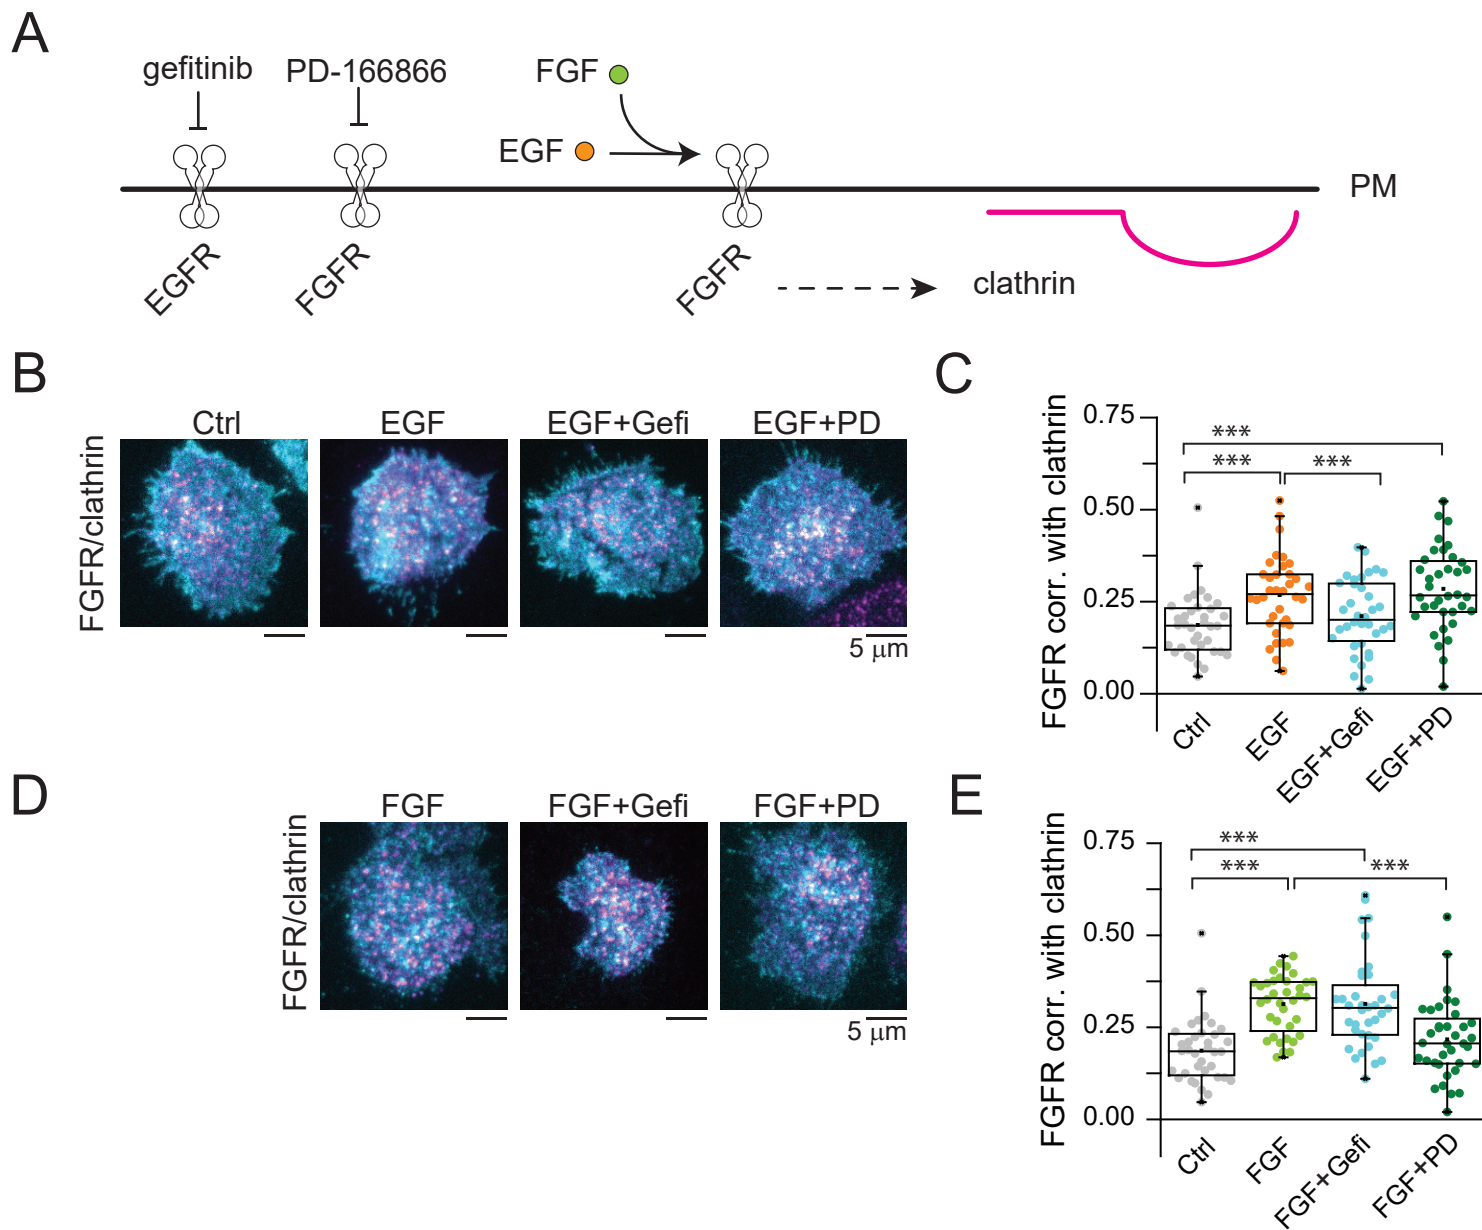 A
gefitinib
PD-166866
FGF
EGF
PM
EGFR
FGFR
FGFR
clathrin
B
Ctrl
EGF
EGF+Gefi
EGF+PD
FGFR/clathrin
5 μm
C
FGFR corr. with clathrin
0.75
0.50
0.25
0.00
***
***
***
Ctrl
EGF
EGF+Gefi
EGF+PD
D
FGF
FGF+Gefi
FGF+PD
FGFR/clathrin
5 μm
E
FGFR corr. with clathrin
0.75
0.50
0.25
0.00
***
***
***
Ctrl
FGF
FGF+Gefi
FGF+PD